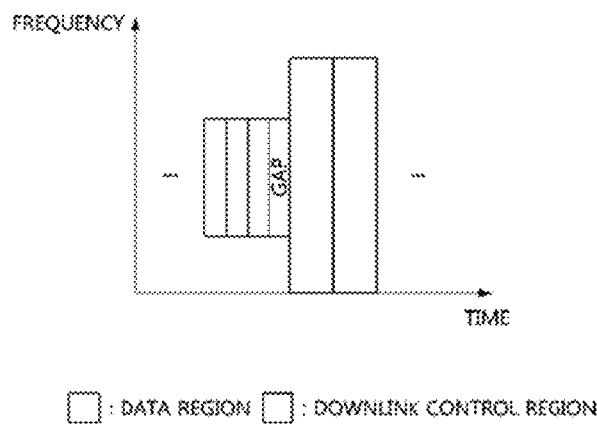 FREQUENCY
...
GAP
...
TIME
: DATA REGION : DOWNLINK CONTROL REGION